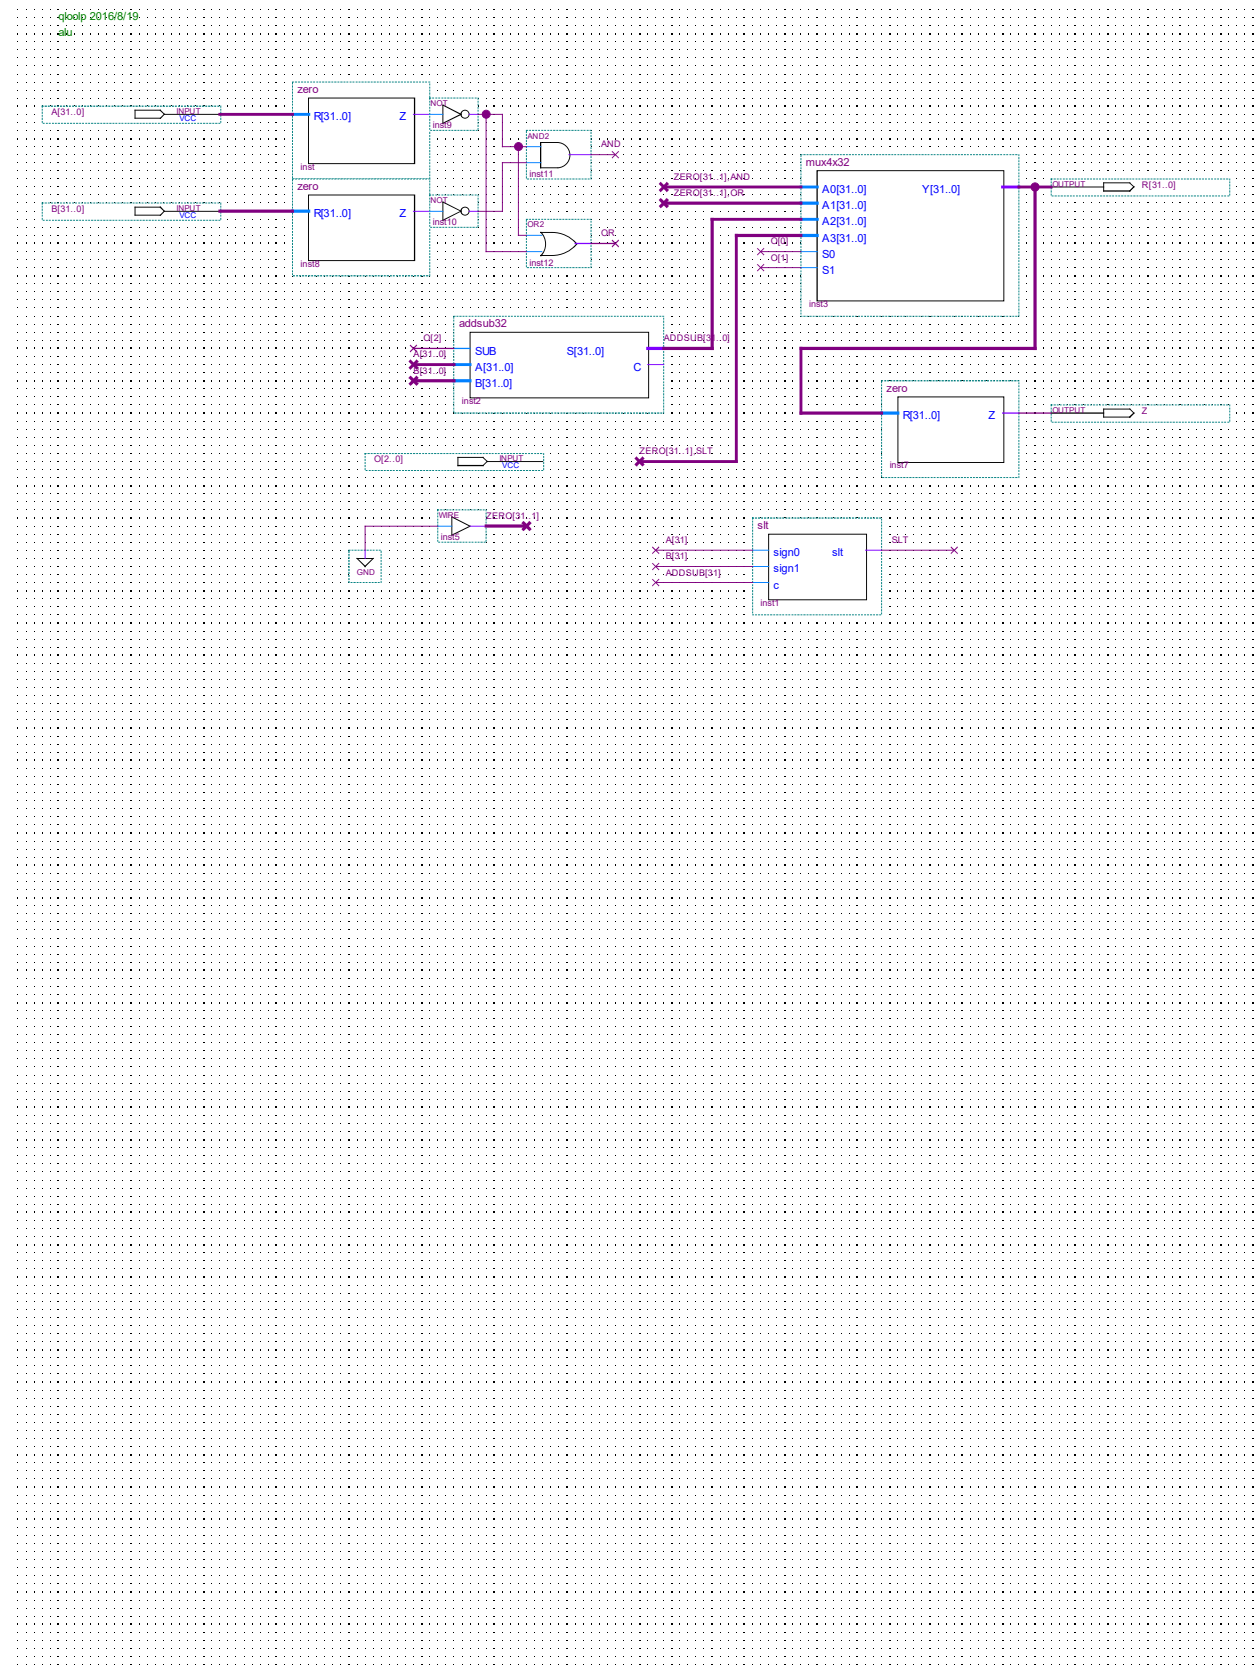 qloolp 2016/8/19
alu
zero
A[31..0]
INPUT
VCC
R[31..0]
Z
inst
NOT
inst9
zero
B[31..0]
INPUT
VCC
R[31..0]
Z
inst8
NOT
inst10
AND2
inst11
AND
OR2
inst12
OR
mux4x32
ZERO[31..1],AND
ZERO[31..1],OR
A0[31..0]
Y[31..0]
A1[31..0]
A2[31..0]
A3[31..0]
O[0]
S0
O[1]
S1
inst3
OUTPUT
R[31..0]
addsub32
O[2]
A[31..0]
B[31..0]
SUB
S[31..0]
A[31..0]
C
B[31..0]
inst2
ADDSUB[31..0]
zero
R[31..0]
Z
inst7
OUTPUT
Z
O[2..0]
INPUT
VCC
ZERO[31..1],SLT
WIRE
inst5
ZERO[31..1]
GND
slt
A[31]
B[31]
ADDSUB[31]
sign0
slt
sign1
c
inst1
SLT